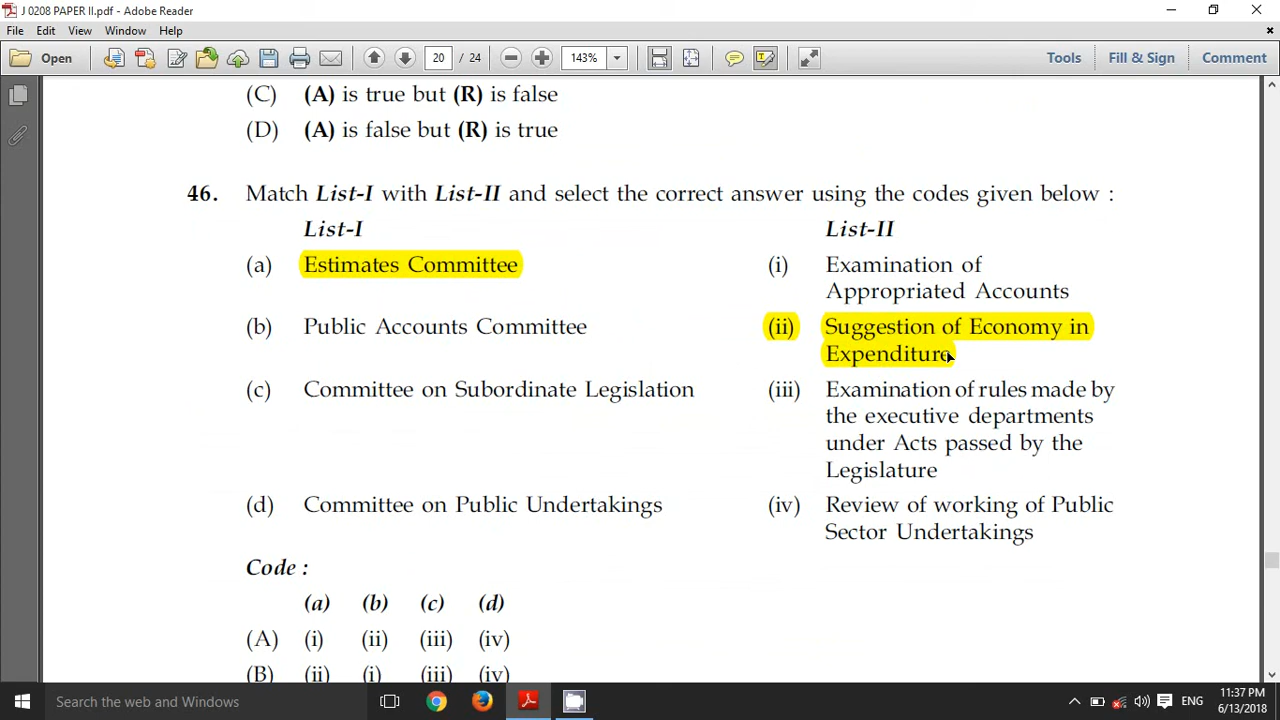 J 0208 PAPER II.pdf - Adobe Reader
File Edit View Window Help
Open 20 / 24 143% Tools Fill & Sign Comment
(C) (A) is true but (R) is false
(D) (A) is false but (R) is true
46. Match List-I with List-II and select the correct answer using the codes given below :
List-I List-II
(a) Estimates Committee (i) Examination of
Appropriated Accounts
(b) Public Accounts Committee (ii) Suggestion of Economy in
Expenditure
(c) Committee on Subordinate Legislation (iii) Examination of rules made by
the executive departments
under Acts passed by the
Legislature
(d) Committee on Public Undertakings (iv) Review of working of Public
Sector Undertakings
Code :
(a) (b) (c) (d)
(A) (i) (ii) (iii) (iv)
(B) (ii) (i) (iii) (iv)
Search the web and Windows ENG 11:37 PM
6/13/2018